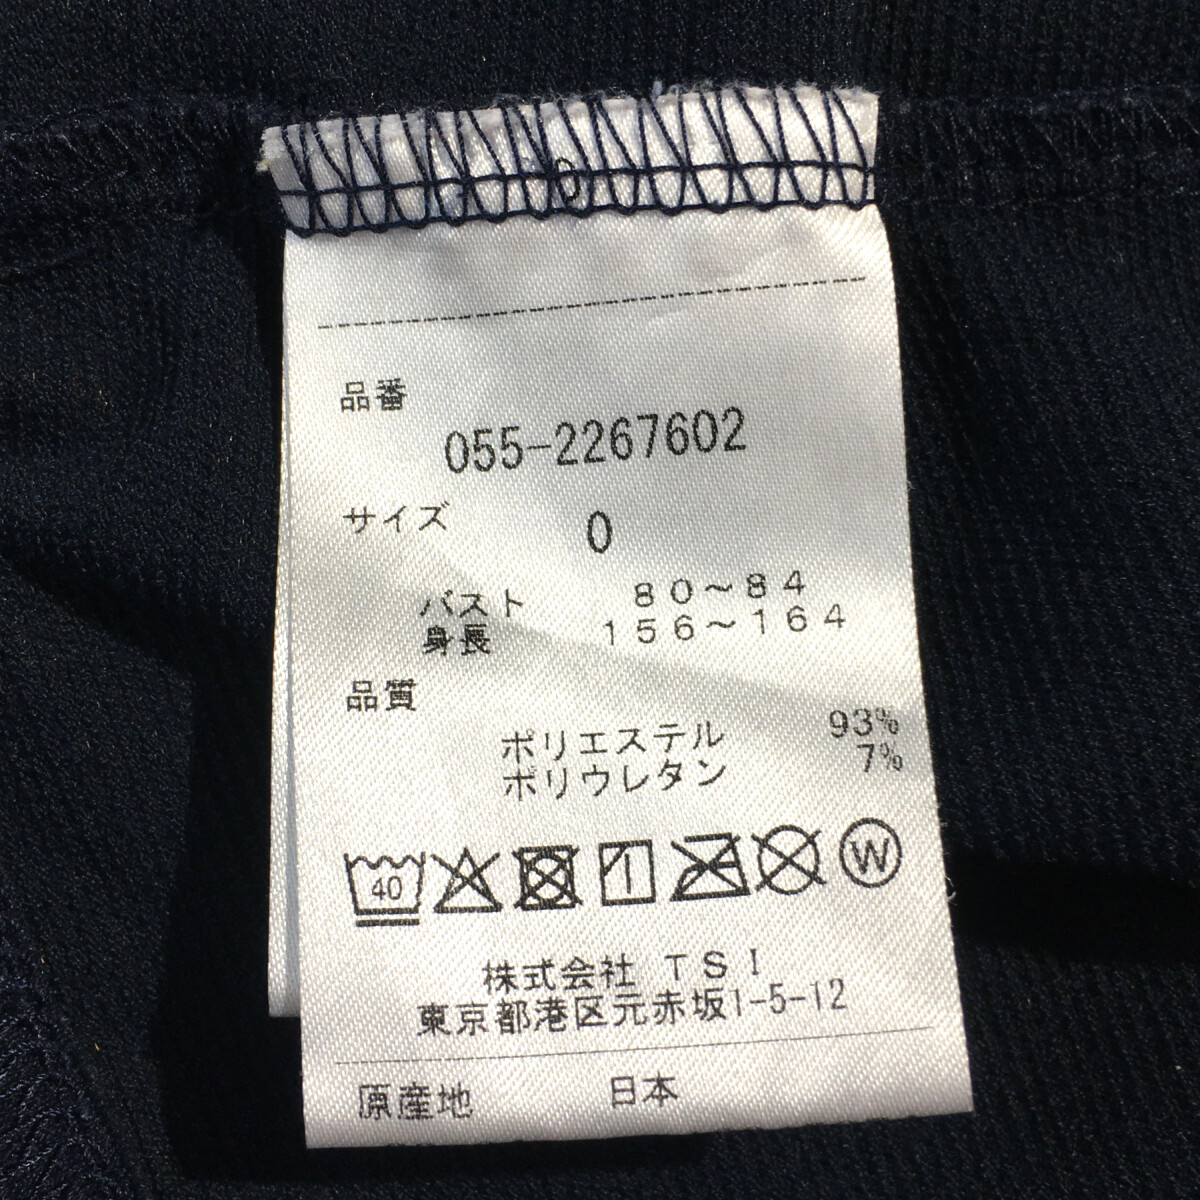 0
品番
055-2267602
サイズ 0
バスト 80～84
身長 156～164
品質
ポリエステル 93%
ポリウレタン 7%
40 W
株式会社 TSI
東京都港区元赤坂1-5-12
原産地 日本